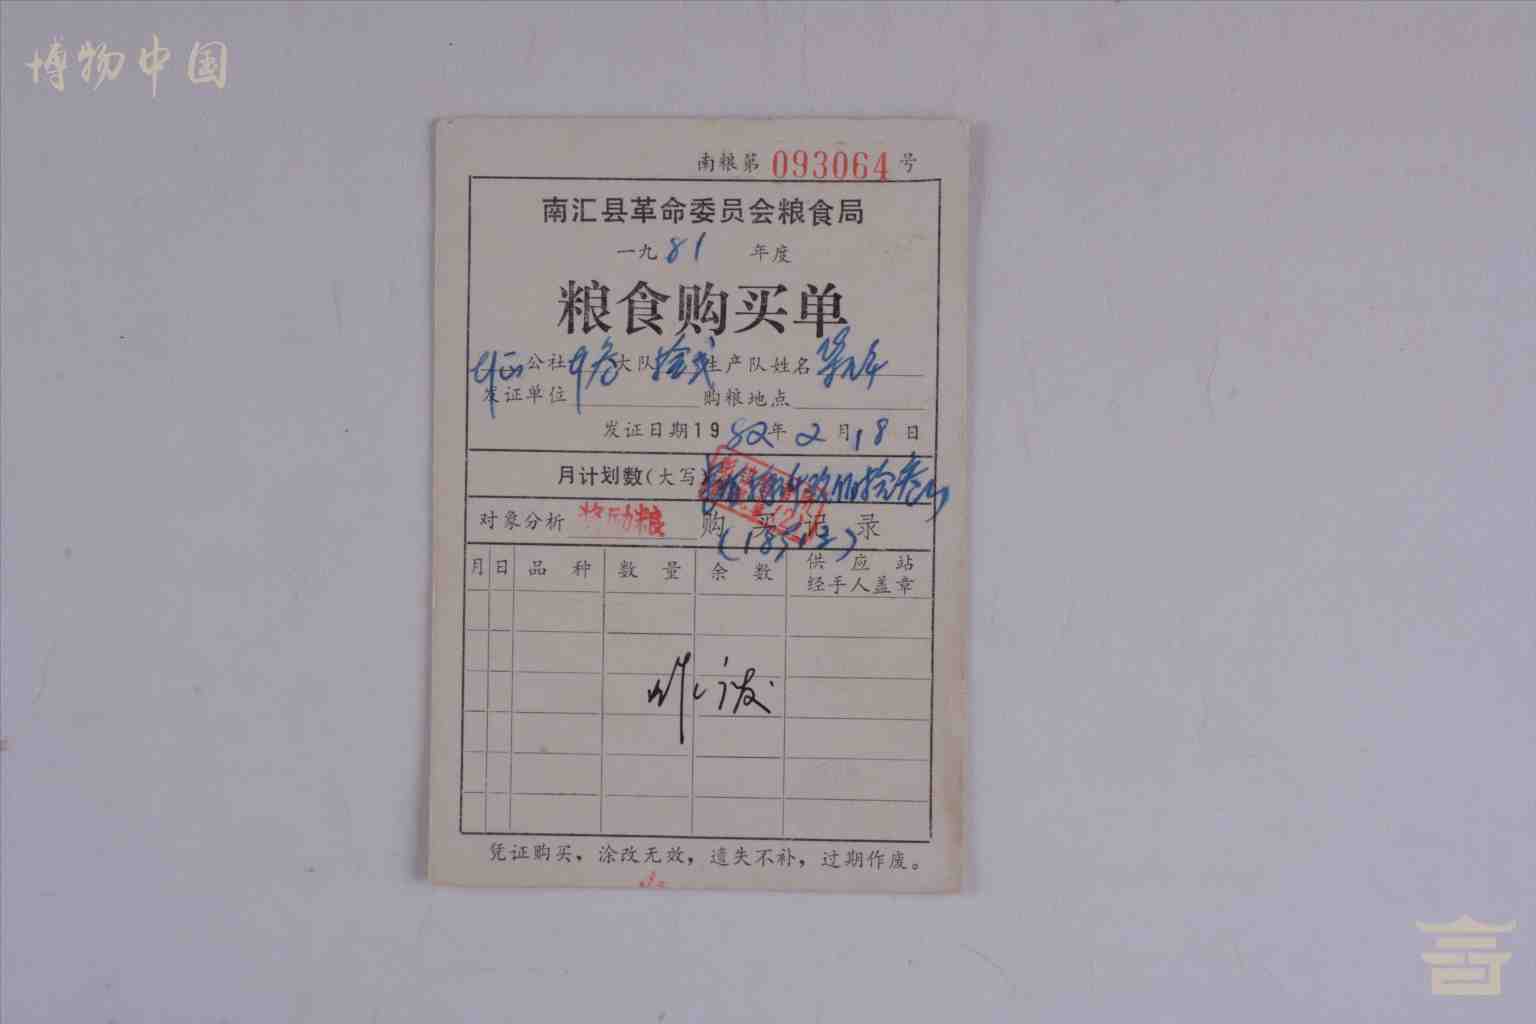 博物中国
南粮第 093064 号
南汇县革命委员会粮食局
一九81 年度
粮食购买单
公社 大队拾弍生产队姓名
发证单位 购粮地点
发证日期1982年2月18日
月计划数(大写)
对象分析 奖励粮 购买记录
月 日 品种 数量 余数 供应站
经手人盖章
凭证购买，涂改无效，遗失不补，过期作废。